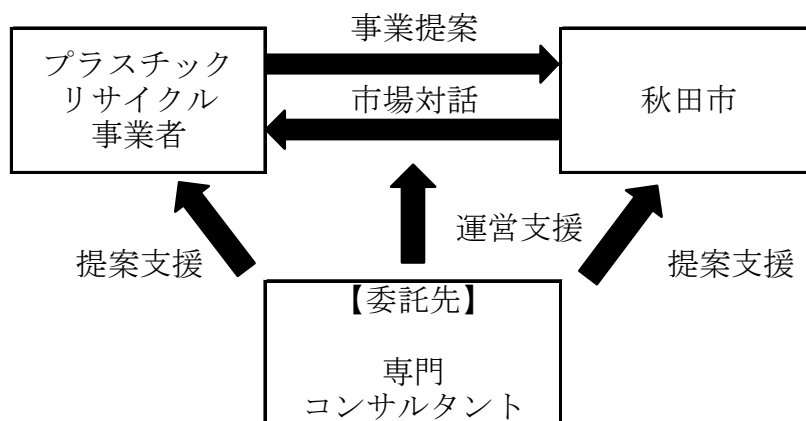 事業提案
プラスチック
リサイクル
事業者
市場対話
秋田市
運営支援
提案支援
提案支援
【委託先】
専門
コンサルタント